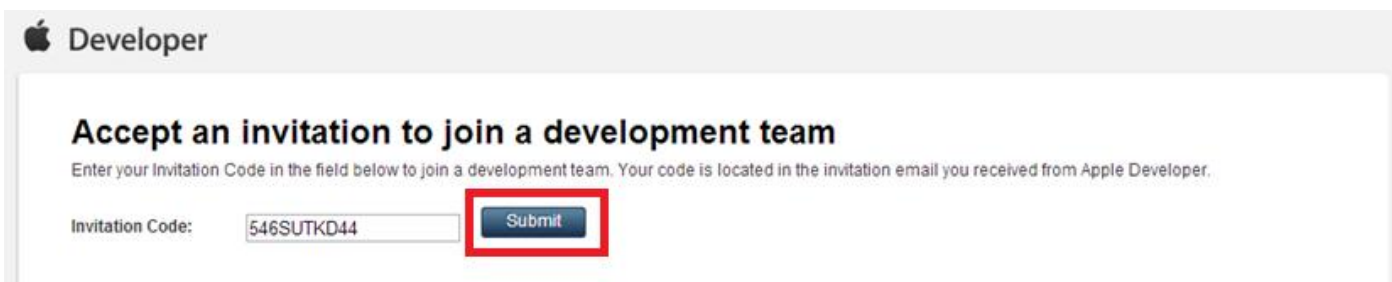 Developer
Accept an invitation to join a development team
Enter your Invitation Code in the field below to join a development team. Your code is located in the invitation email you received from Apple Developer.
Invitation Code: 546SUTKD44 Submit